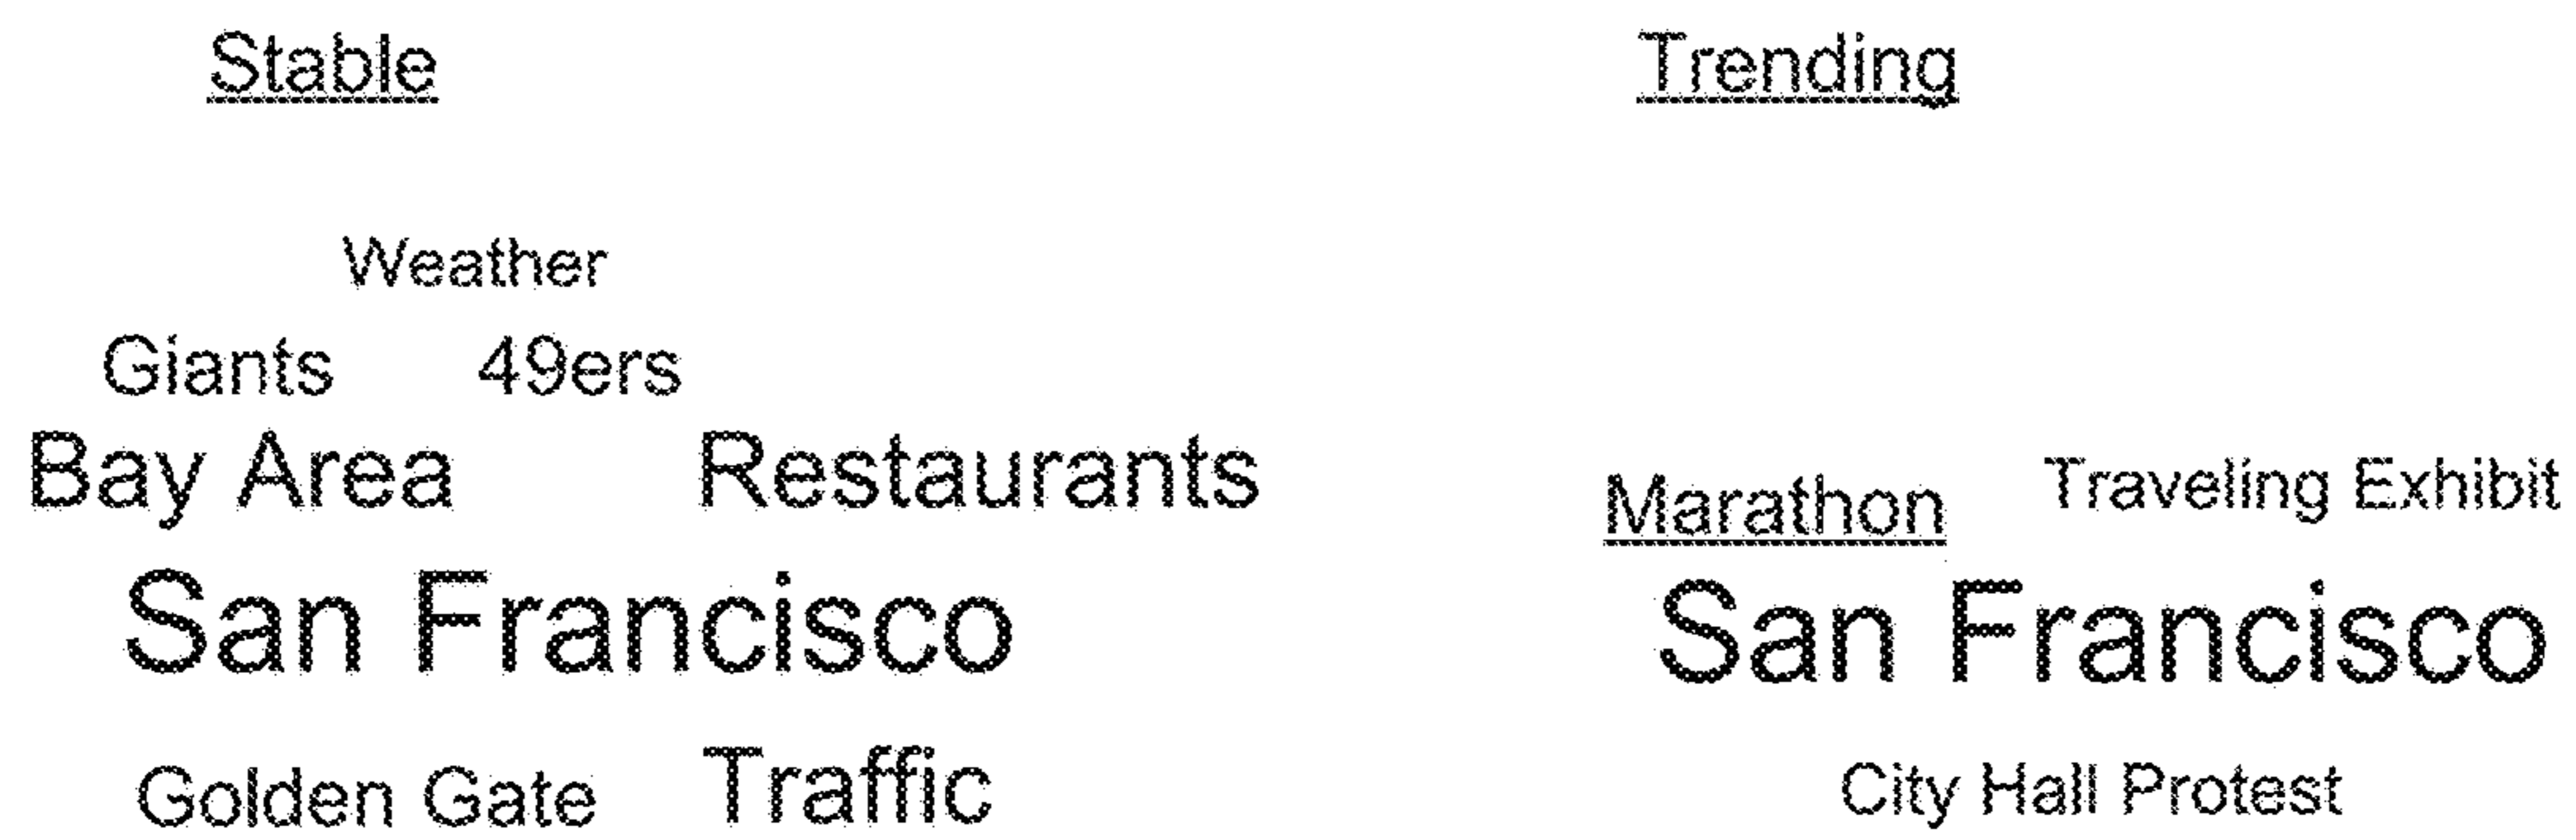 Stable
Weather
Giants 49ers
Bay Area Restaurants
San Francisco
Golden Gate Traffic
Trending
Marathon Traveling Exhibit
San Francisco
City Hall Protest